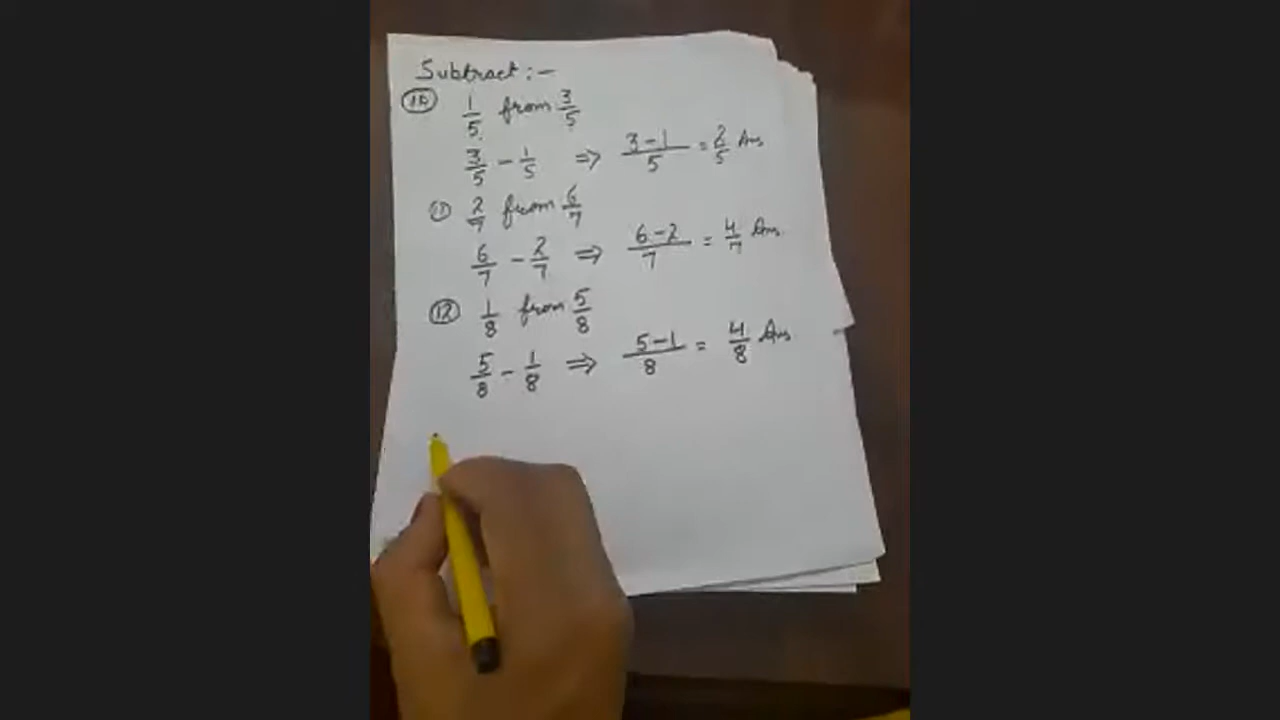 Subtract :-
⑩ 1/5 from 3/5
3/5 - 1/5 ⇒ 3-1/5 = 2/5 Ans
⑪ 2/7 from 6/7
6/7 - 2/7 ⇒ 6-2/7 = 4/7 Ans.
⑫ 1/8 from 5/8
5/8 - 1/8 ⇒ 5-1/8 = 4/8 Ans.